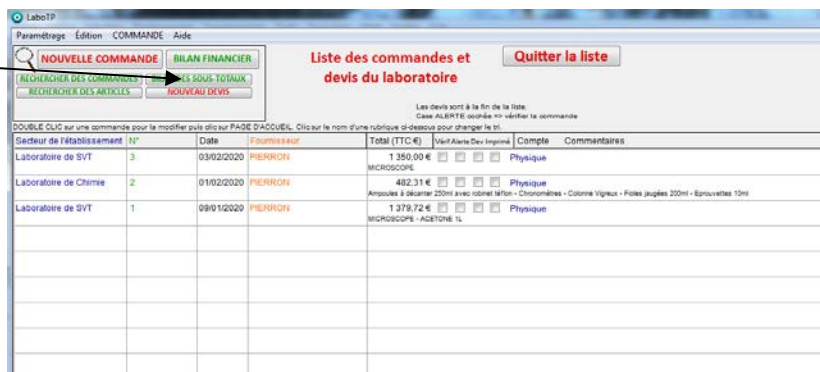 LaboTP
Paramétrage Édition COMMANDE Aide
NOUVELLE COMMANDE BILAN FINANCIER
Liste des commandes et devis du laboratoire
Quitter la liste
RECHERCHER DES COMMANDES SOUS-TOTAUX
RECHERCHER DES ARTICLES NOUVEAU DEVIS
Les devis sont à la fin de la liste.
Case ALERTE cochée => vérifier la commande
DOUBLE CLIC sur une commande pour la modifier puis clic sur PAGE D'ACCUEIL. Clic sur le nom d'une rubrique ci-dessous pour changer le tri.
Secteur de l'établissement N° Date Fournisseur Total (TTC €) Vérif Alerte Dev Imprimé Compte Commentaires
Laboratoire de SVT 3 03/02/2020 PIERRON 1 350,00 € Physique
MICROSCOPE
Laboratoire de Chimie 2 01/02/2020 PIERRON 482,31 € Physique
Ampoules à décanter 250ml avec robinet téflon - Chronomètres - Colonne Vigreux - Fioles jaugées 200ml - Eprouvettes 10ml
Laboratoire de SVT 1 09/01/2020 PIERRON 1 379,72 € Physique
MICROSCOPE - ACETONE 1L